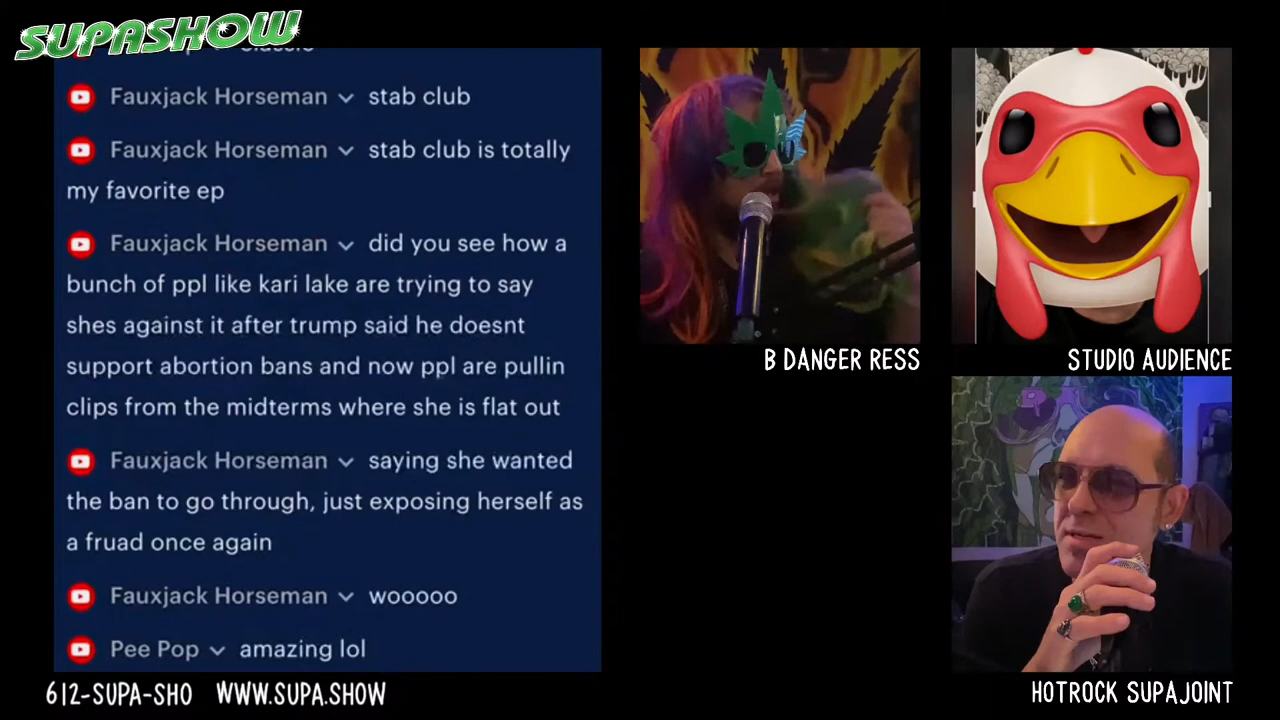 SUPASHOW
classic
Fauxjack Horseman stab club
Fauxjack Horseman stab club is totally
my favorite ep
Fauxjack Horseman did you see how a
bunch of ppl like kari lake are trying to say
shes against it after trump said he doesnt
support abortion bans and now ppl are pullin
clips from the midterms where she is flat out
Fauxjack Horseman saying she wanted
the ban to go through, just exposing herself as
a fruad once again
Fauxjack Horseman wooooo
Pee Pop amazing lol
B DANGER RESS
STUDIO AUDIENCE
HOTROCK SUPAJOINT
612-SUPA-SHO WWW.SUPA.SHOW